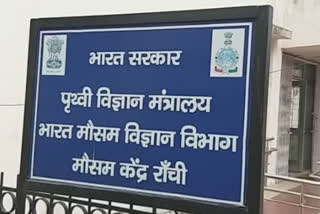 भारत सरकार
पृथ्वी विज्ञान मंत्रालय
भारत मौसम विज्ञान विभाग
मौसम केंद्र राँची